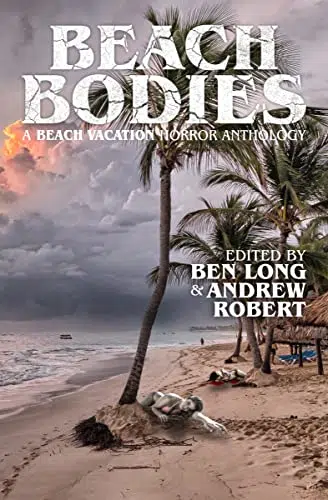 BEACH
BODIES
A BEACH VACATION HORROR ANTHOLOGY
EDITED BY
BEN LONG
& ANDREW
ROBERT